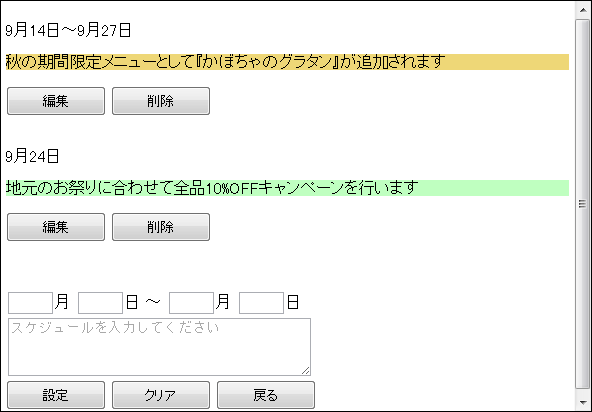 9月14日～9月27日
秋の期間限定メニューとして『かぼちゃのグラタン』が追加されます
編集 削除
9月24日
地元のお祭りに合わせて全品10%OFFキャンペーンを行います
編集 削除
月 日 ～ 月 日
スケジュールを入力してください
設定 クリア 戻る